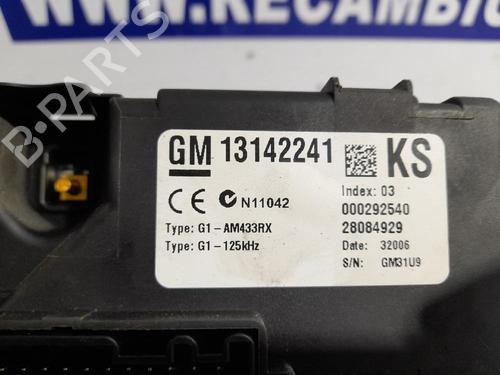 WWW.RECAMBIO
B-PARTS
GM 13142241 KS
Index: 03
CE N11042
000292540
Type: G1-AM433RX
28084929
Type: G1-125kHz
Date: 32006
S/N: GM31U9